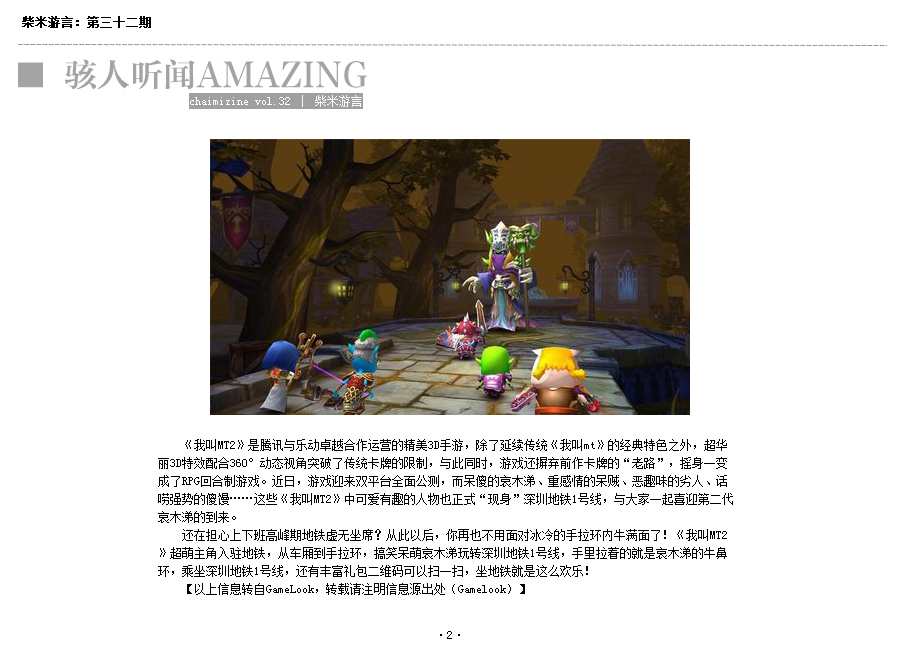 柴米游言：第三十二期
骇人听闻AMAZING
chaimizine vol.32 | 柴米游言
《我叫MT2》是腾讯与乐动卓越合作运营的精美3D手游，除了延续传统《我叫mt》的经典特色之外，超华
丽3D特效配合360°动态视角突破了传统卡牌的限制，与此同时，游戏还摒弃前作卡牌的“老路”，摇身一变
成了RPG回合制游戏。近日，游戏迎来双平台全面公测，而呆傻的哀木涕、重感情的呆贼、恶趣味的劣人、话
唠强势的傻馒……这些《我叫MT2》中可爱有趣的人物也正式“现身”深圳地铁1号线，与大家一起喜迎第二代
哀木涕的到来。
还在担心上下班高峰期地铁虚无坐席？从此以后，你再也不用面对冰冷的手拉环内牛满面了！《我叫MT2
》超萌主角入驻地铁，从车厢到手拉环，搞笑呆萌哀木涕玩转深圳地铁1号线，手里拉着的就是哀木涕的牛鼻
环，乘坐深圳地铁1号线，还有丰富礼包二维码可以扫一扫，坐地铁就是这么欢乐！
【以上信息转自GameLook，转载请注明信息源出处（Gamelook）】
·2·